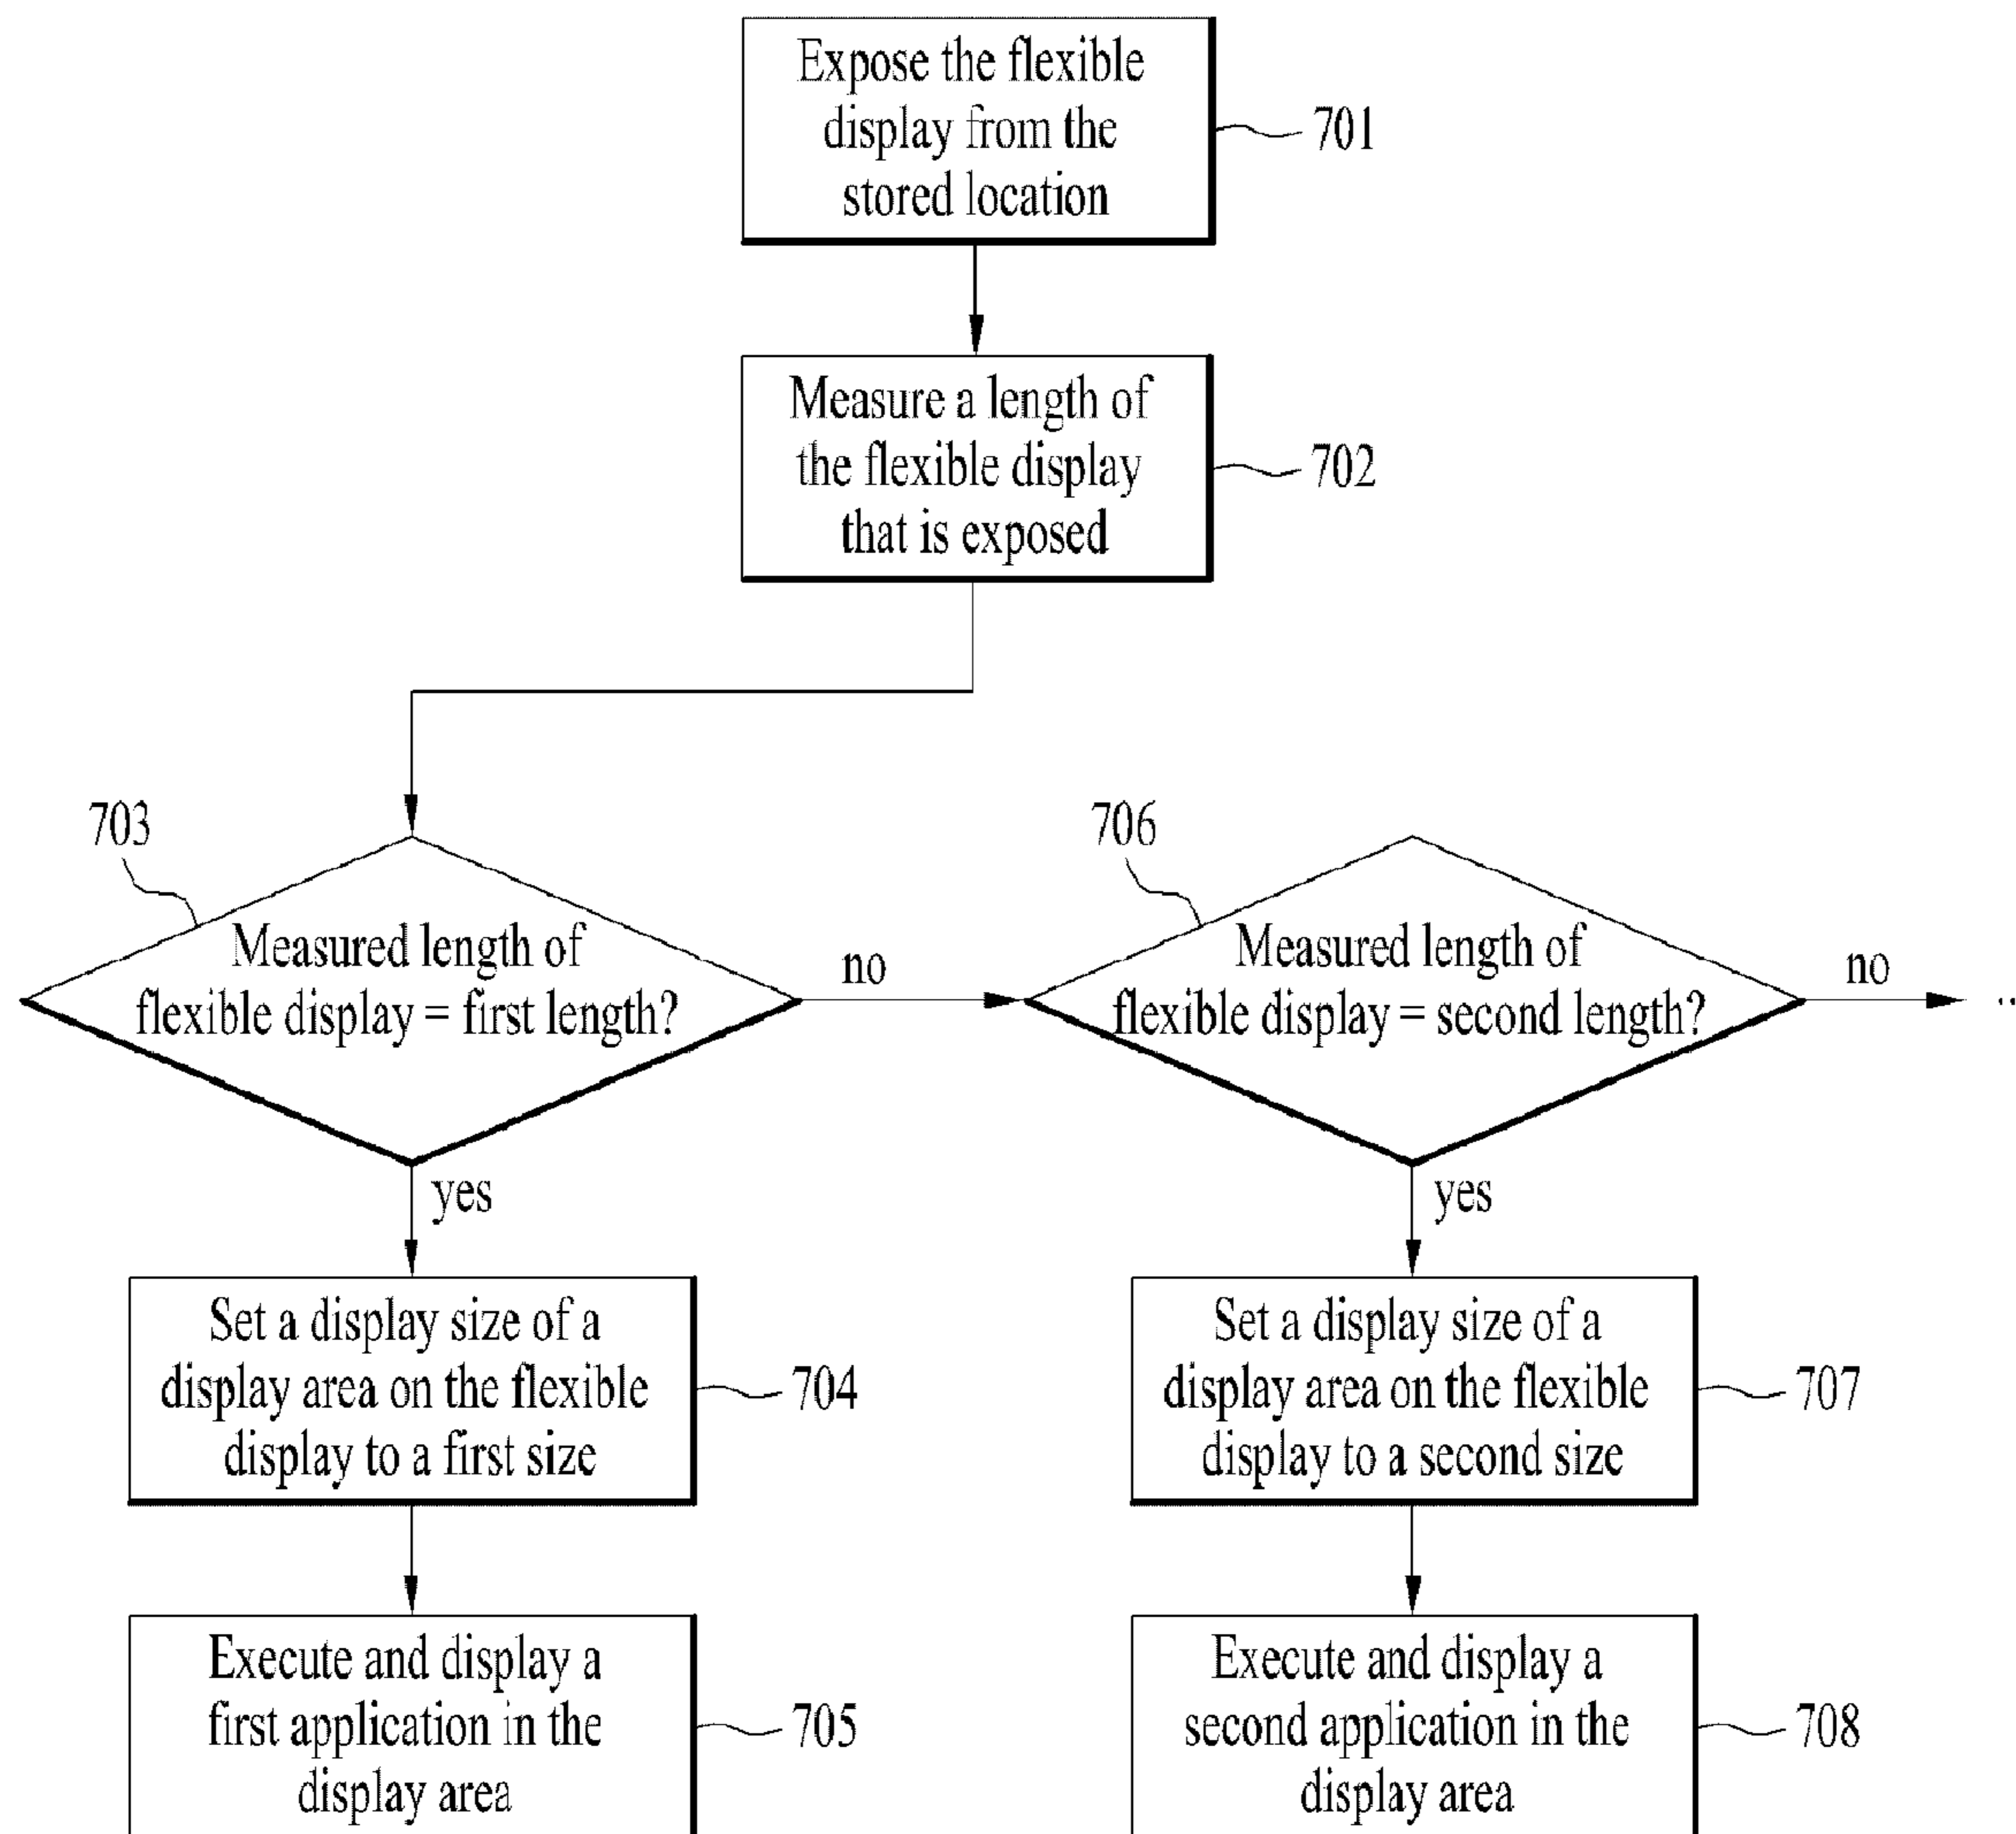 Expose the flexible
display from the
stored location
701
Measure a length of
the flexible display
that is exposed
702
703
Measured length of
flexible display = first length?
no
706
Measured length of
flexible display = second length?
no
..
yes
yes
Set a display size of a
display area on the flexible
display to a first size
704
Set a display size of a
display area on the flexible
display to a second size
707
Execute and display a
first application in the
display area
705
Execute and display a
second application in the
display area
708